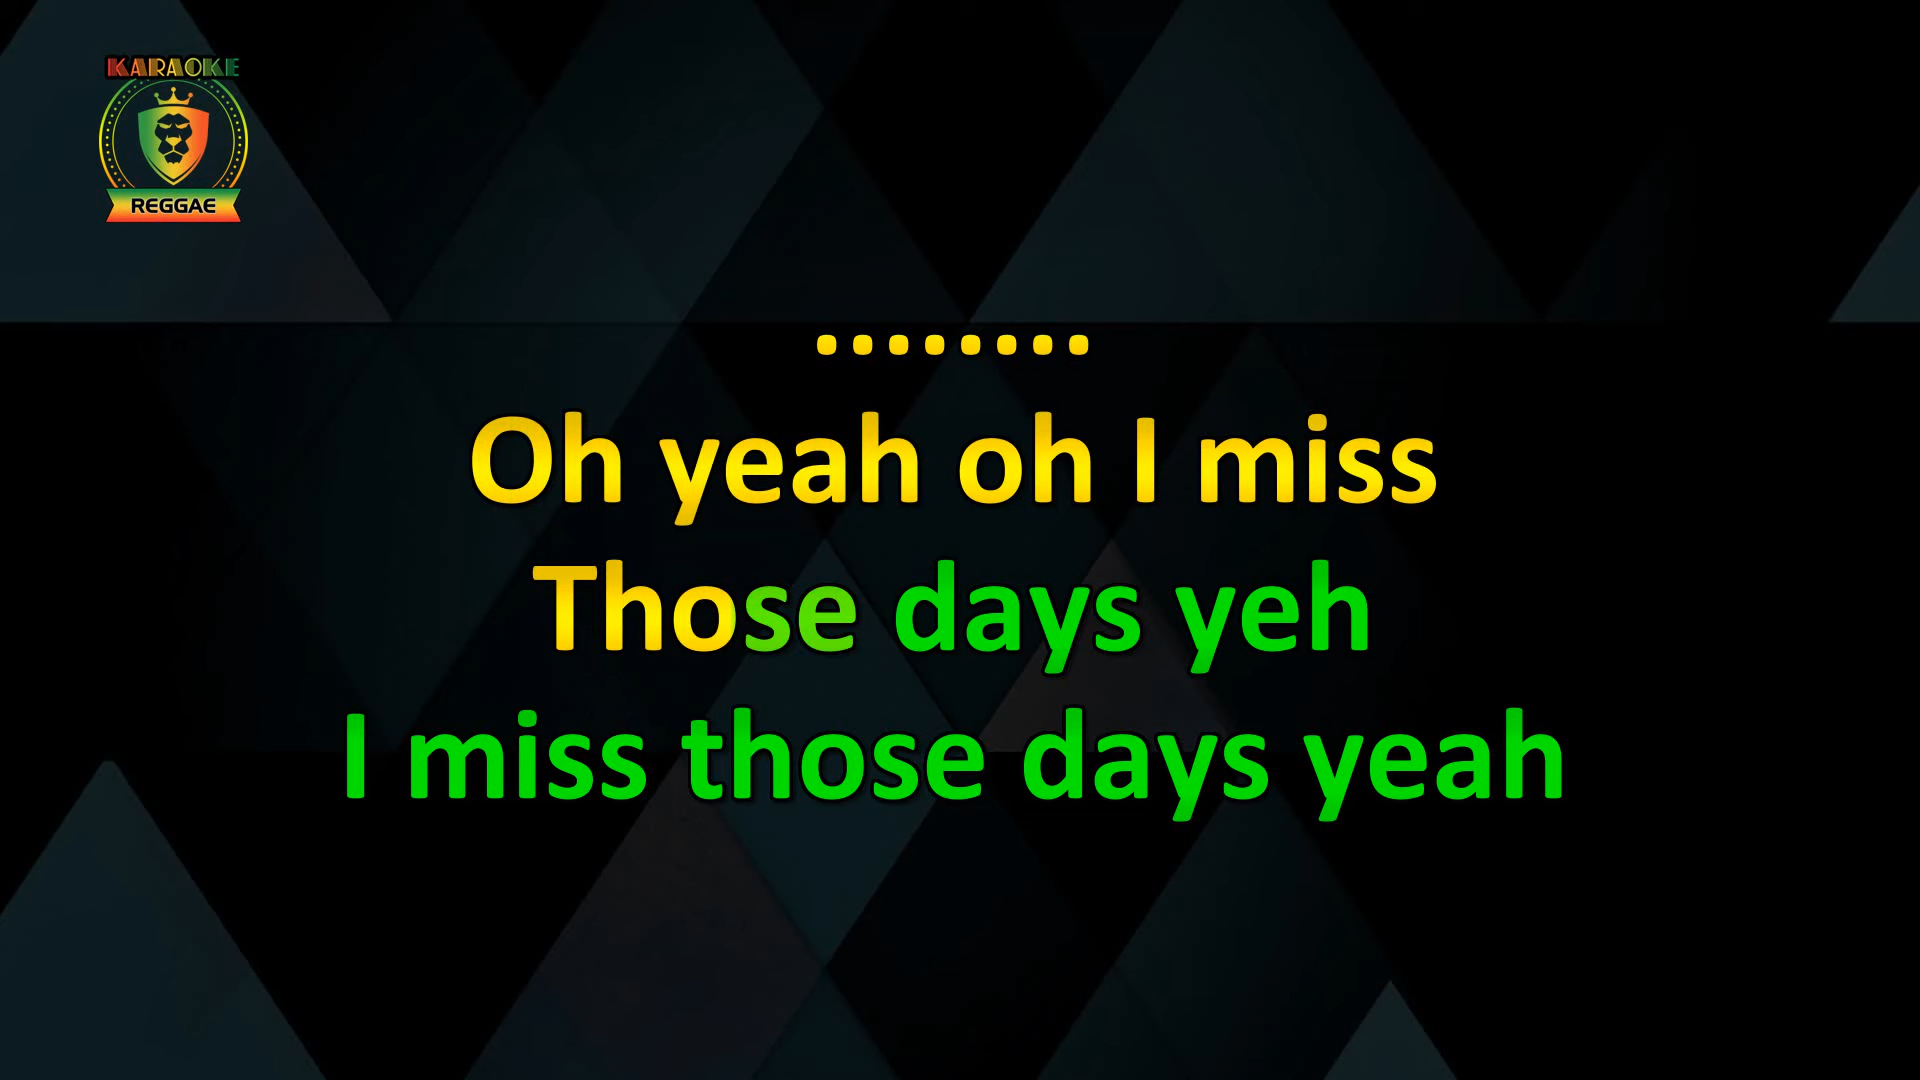 KARAOKE
REGGAE
........
Oh yeah oh I miss
Those days yeh
I miss those days yeah